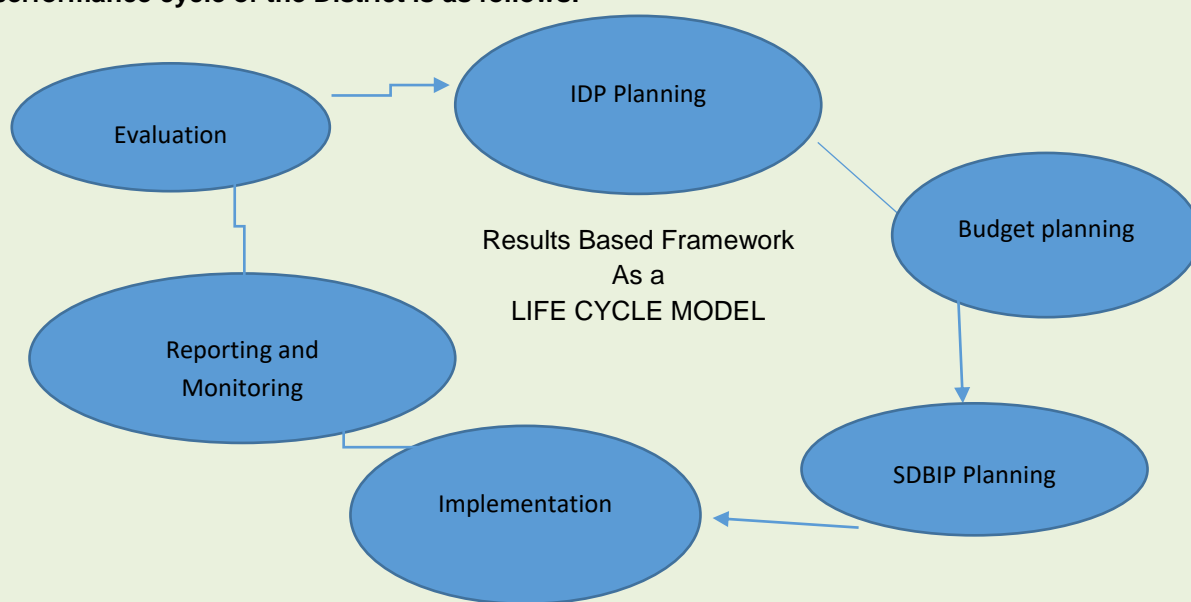 performance cycle of the District is as follows:
IDP Planning
Evaluation
Budget planning
Results Based Framework
As a
LIFE CYCLE MODEL
Reporting and
Monitoring
SDBIP Planning
Implementation